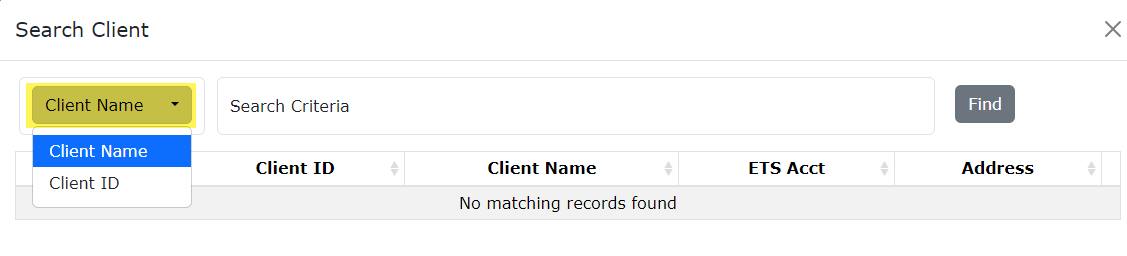 Search Client
Client Name
Search Criteria
Find
Client Name
Client ID
Client ID Client Name ETS Acct Address
No matching records found